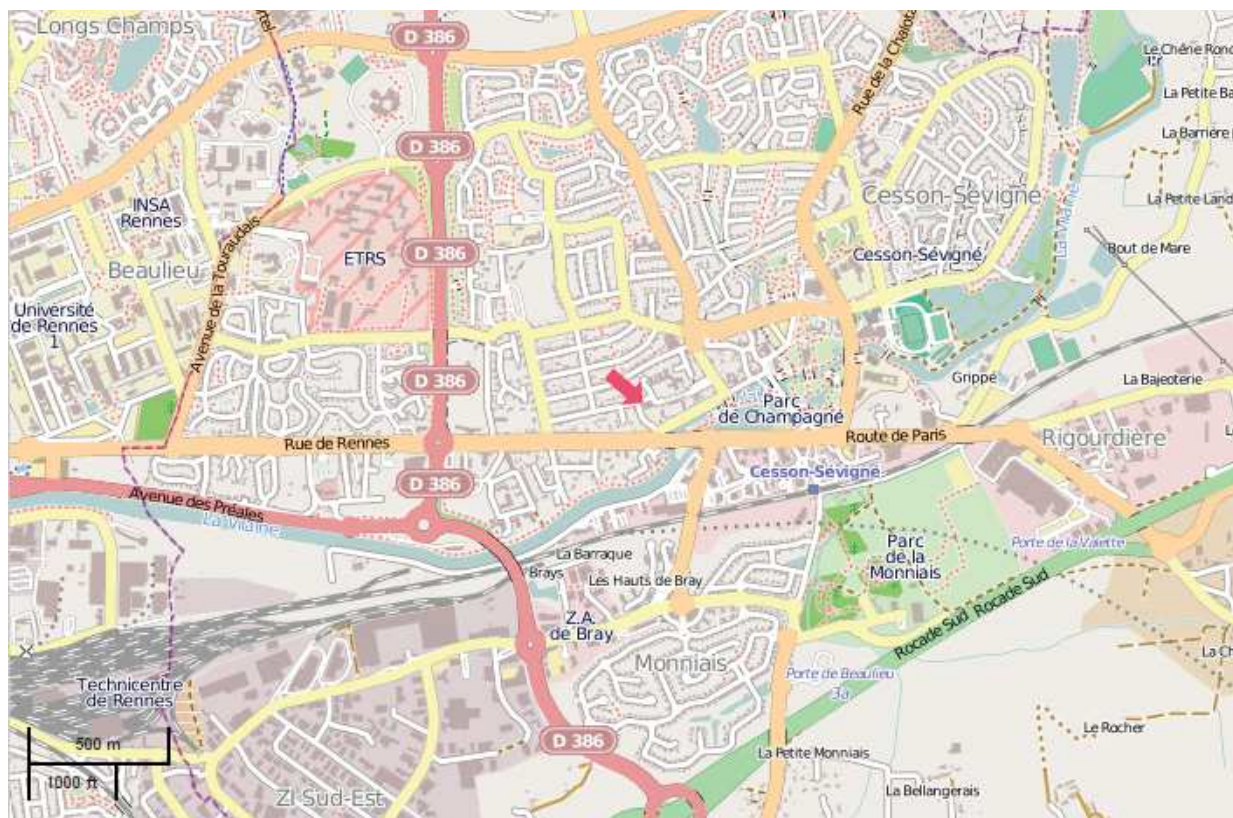 Longs Champs
D 386
Rue de la Chalotais
Le Chêne Rond
La Petite Ba
La Barrière
D 386
Cesson-Sévigné
La Petite Land
INSA
Rennes
La Vilaine
Beaulieu
ETRS
D 386
Cesson-Sévigné
Bout de Mare
Avenue de la Touraudais
Université
de Rennes
1
D 386
Grippé
La Bajeoterie
Parc
de Champagné
Rue de Rennes
Route de Paris
Rigourdière
D 386
Cesson-Sévigné
Avenue des Préales
La Vilaine
La Barraque
Brays
Les Hauts de Bray
Parc
de la
Monniais
Porte de la Valette
Z.A.
de Bray
Rocade Sud
Rocade Sud
Monniais
Porte de Beaulieu
3a
La Ch
Technicentre
de Rennes
Le Rocher
500 m
D 386
La Petite Monniais
1000 ft
ZI Sud-Est
La Bellangerais